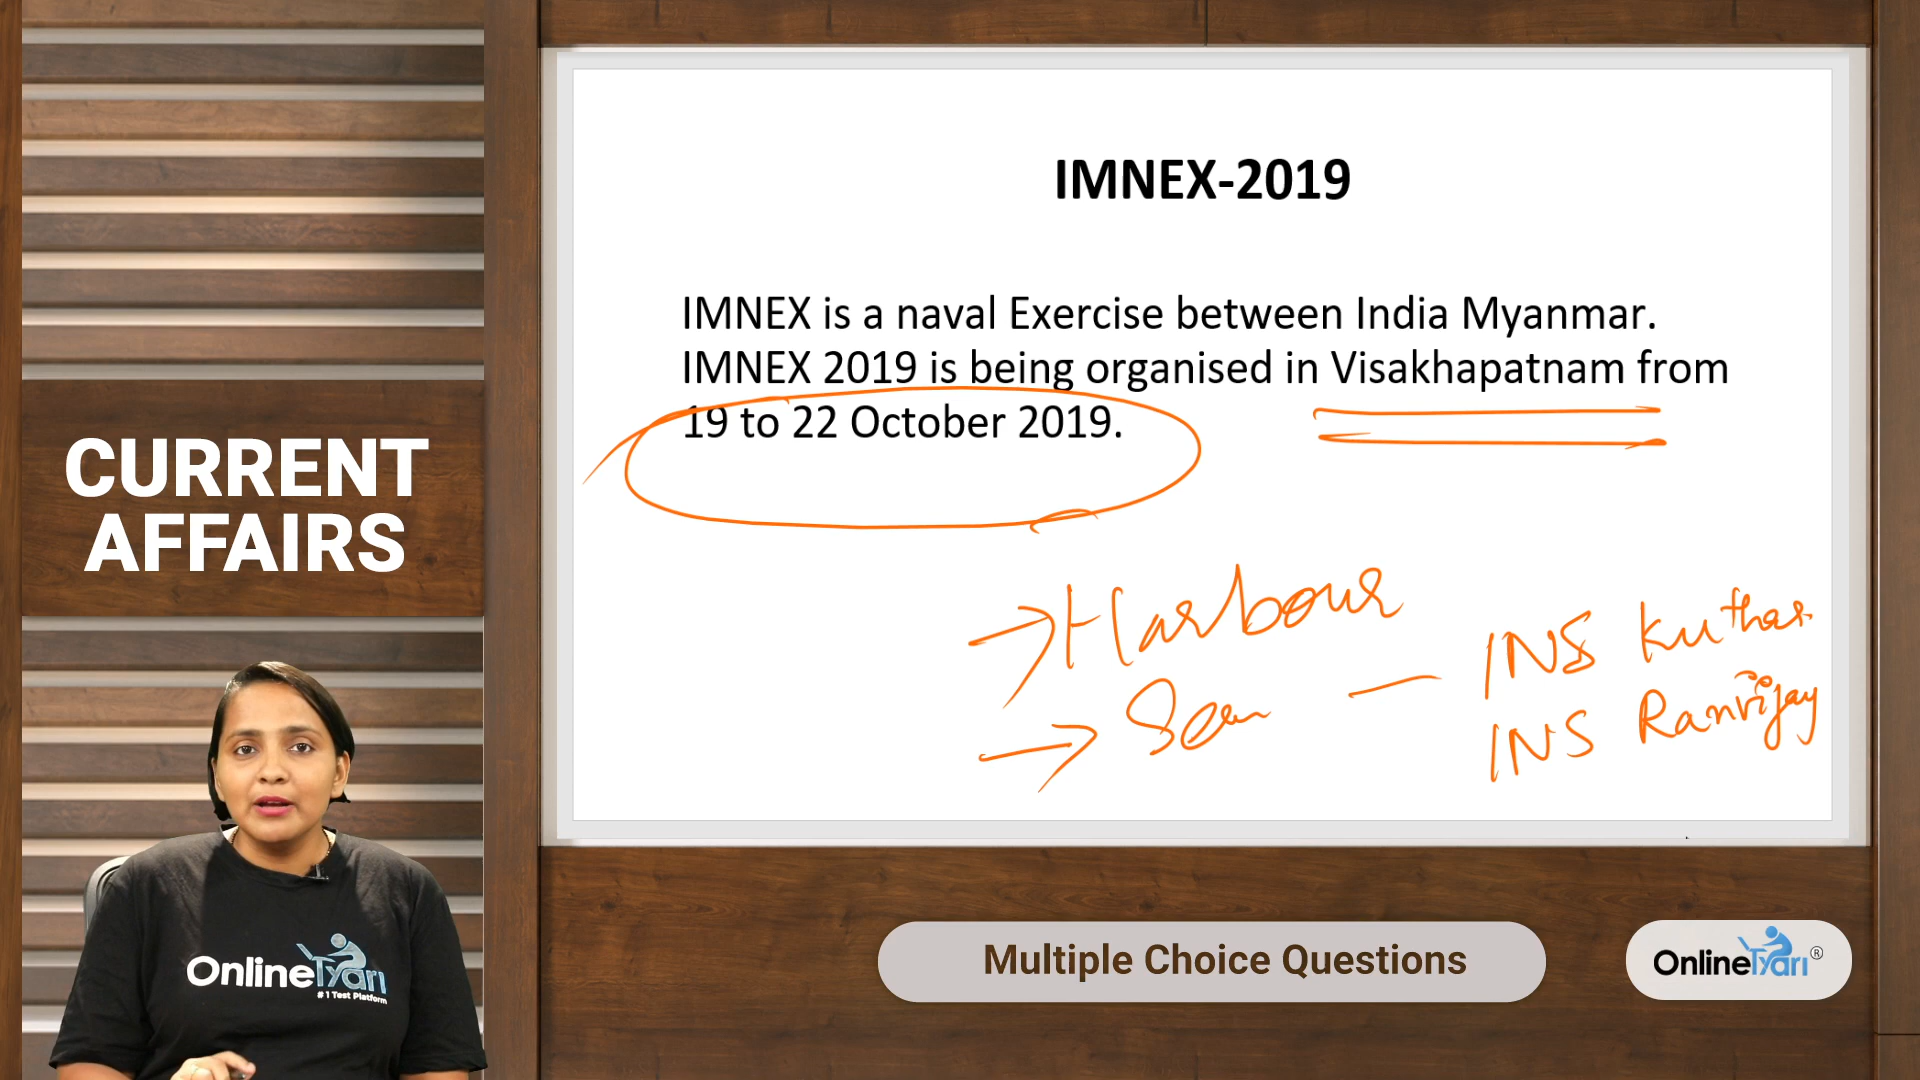 CURRENT
AFFAIRS
IMNEX-2019
IMNEX is a naval Exercise between India Myanmar.
IMNEX 2019 is being organised in Visakhapatnam from
19 to 22 October 2019.
→ Harbour
→ Sea — INS Kuthar
INS Ranvijay
OnlineTyari
#1 Test Platform
Multiple Choice Questions
OnlineTyari®